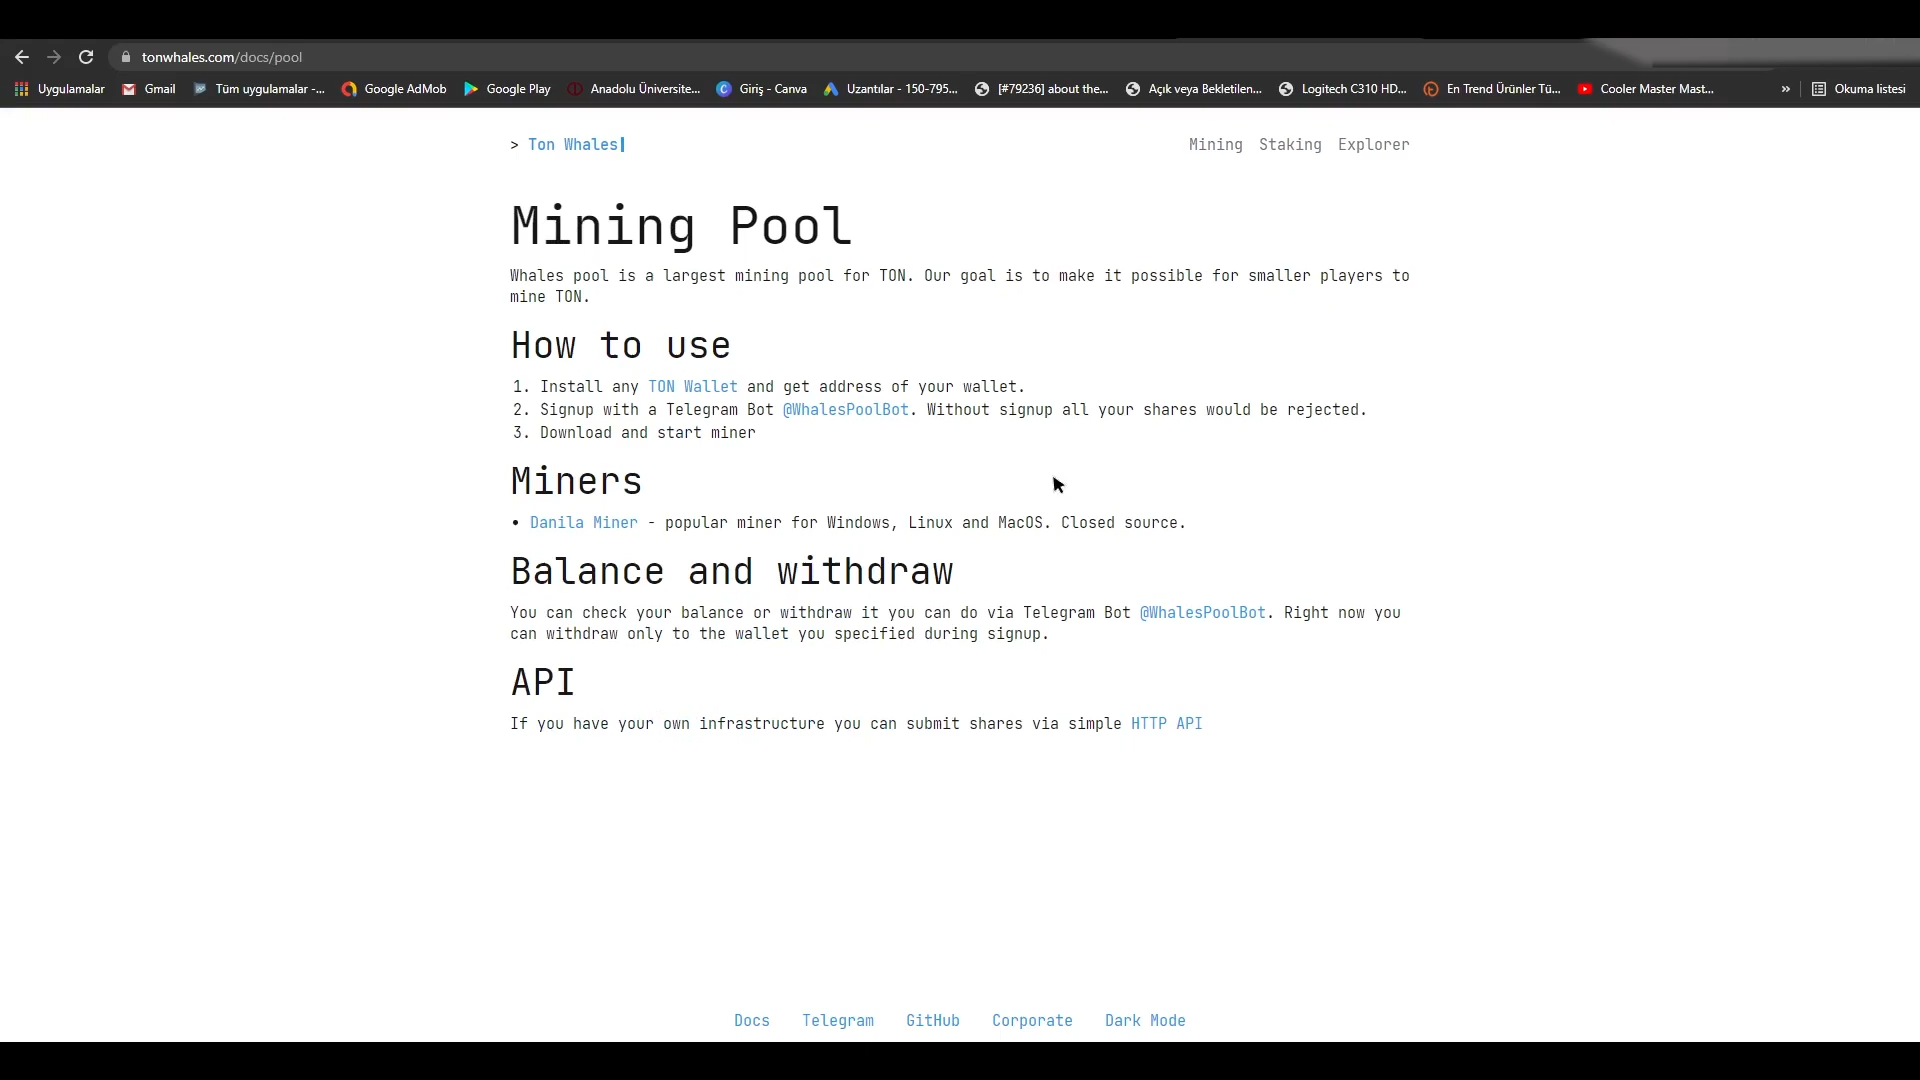 tonwhales.com/docs/pool
Uygulamalar Gmail Tüm uygulamalar -... Google AdMob Google Play Anadolu Üniversite... Giriş - Canva Uzantılar - 150-795... [#79236] about the... Açık veya Bekletilen... Logitech C310 HD... En Trend Ürünler Tü... Cooler Master Mast... » Okuma listesi
> Ton Whales
Mining Staking Explorer
Mining Pool
Whales pool is a largest mining pool for TON. Our goal is to make it possible for smaller players to
mine TON.
How to use
1. Install any TON Wallet and get address of your wallet.
2. Signup with a Telegram Bot @WhalesPoolBot. Without signup all your shares would be rejected.
3. Download and start miner
Miners
• Danila Miner - popular miner for Windows, Linux and MacOS. Closed source.
Balance and withdraw
You can check your balance or withdraw it you can do via Telegram Bot @WhalesPoolBot. Right now you
can withdraw only to the wallet you specified during signup.
API
If you have your own infrastructure you can submit shares via simple HTTP API
Docs Telegram GitHub Corporate Dark Mode